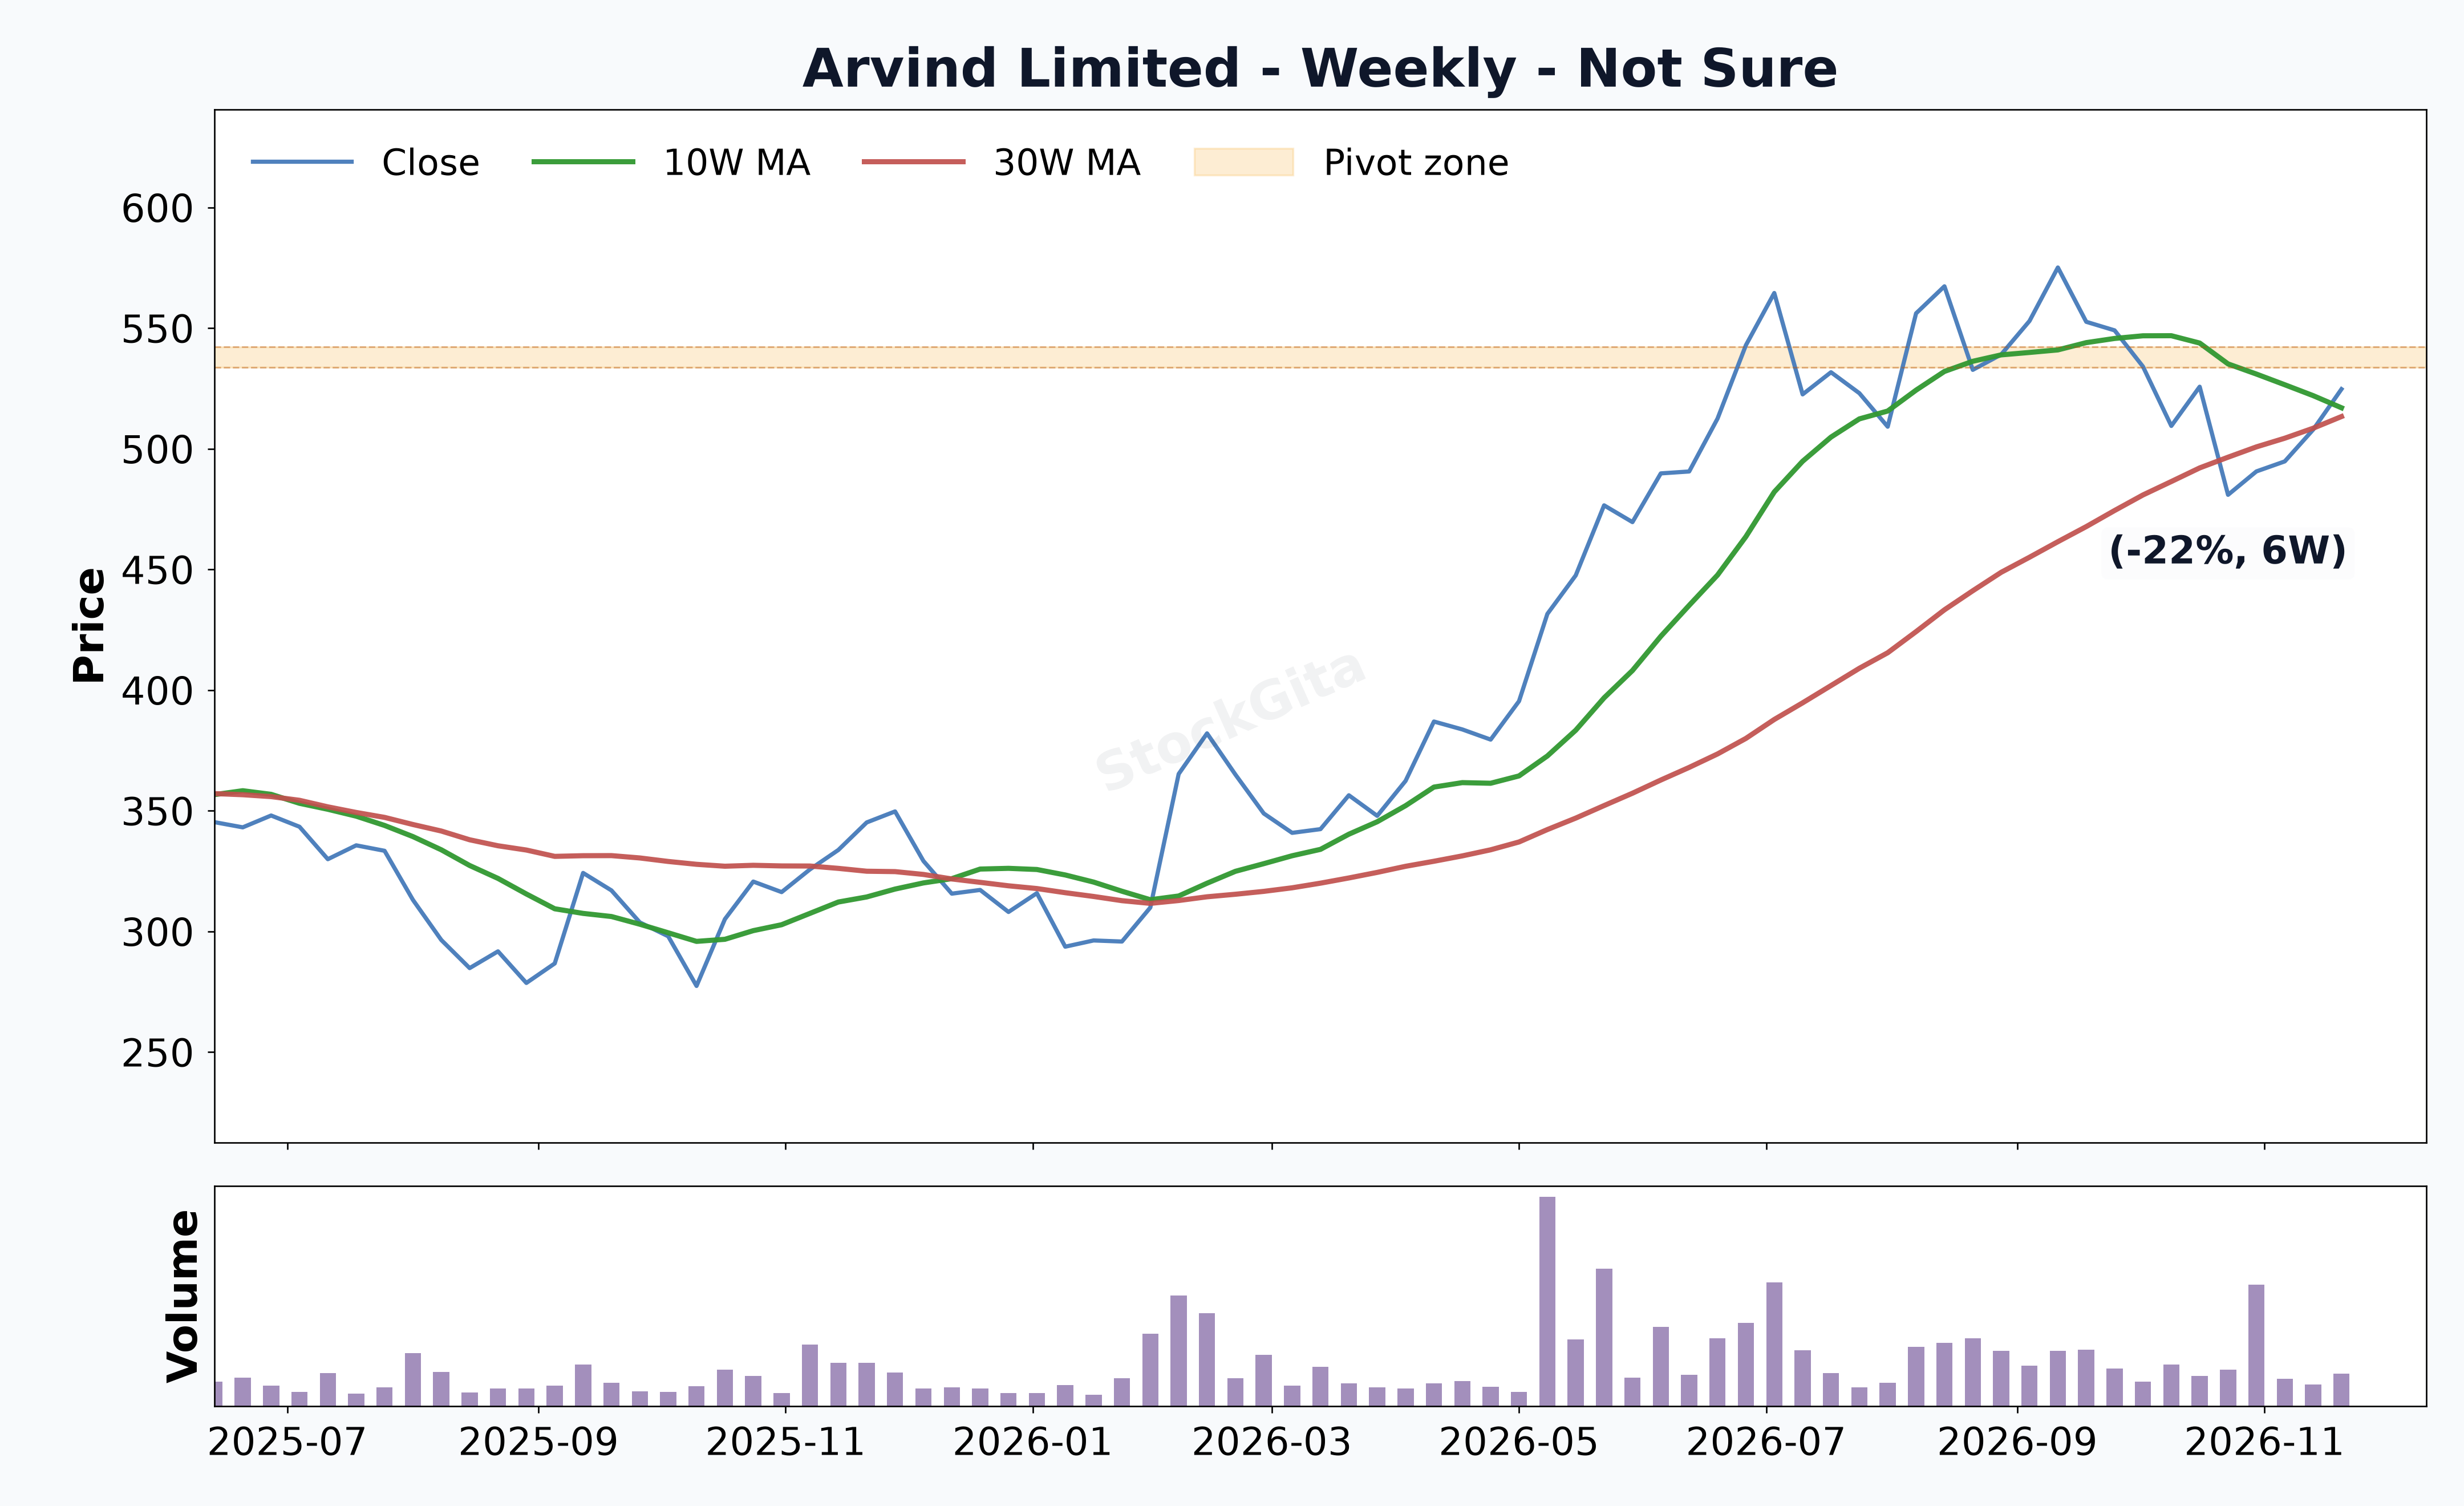 Arvind Limited - Weekly - Not Sure
Close
10W MA
30W MA
Pivot zone
600
550
500
450
400
350
300
250
Price
(-22%, 6W)
StockGita
Volume
2025-07
2025-09
2025-11
2026-01
2026-03
2026-05
2026-07
2026-09
2026-11